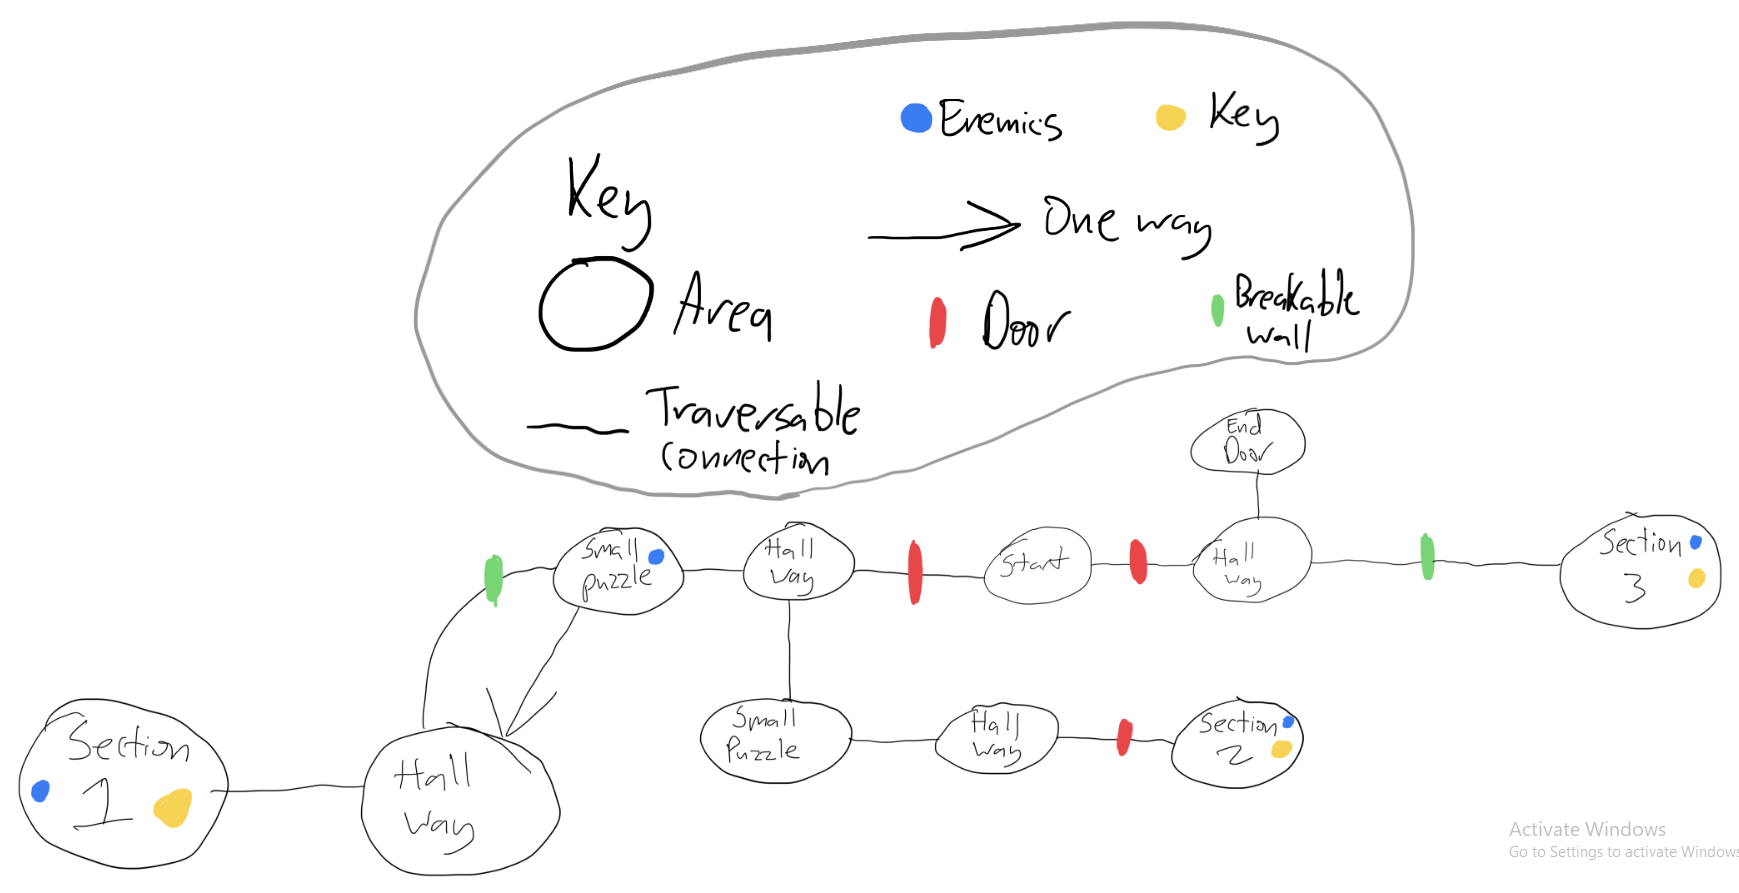 Enemies
Key
Key
One way
Area
Door
Breakable
wall
Traversable
connection
End
Door
Small
puzzle
Hall
way
Start
Hall
way
Section
3
Section
1
Hall
way
Small
Puzzle
Hall
way
Section
2
Activate Windows
Go to Settings to activate Windows